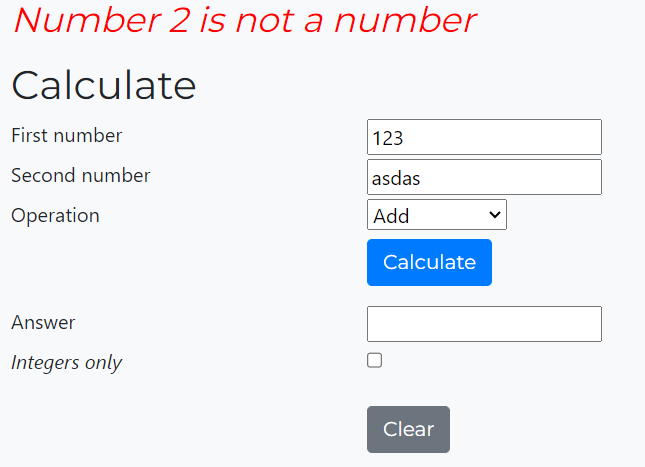 Number 2 is not a number
Calculate
First number 123
Second number asdas
Operation Add
Calculate
Answer
Integers only
Clear